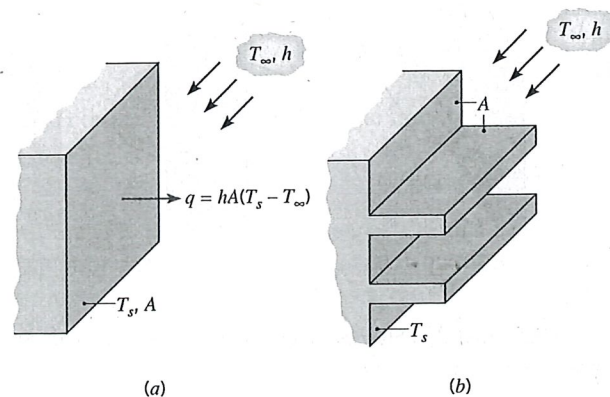 T∞, h
q = hA(Ts − T∞)
Ts, A
(a)
T∞, h
A
Ts
(b)